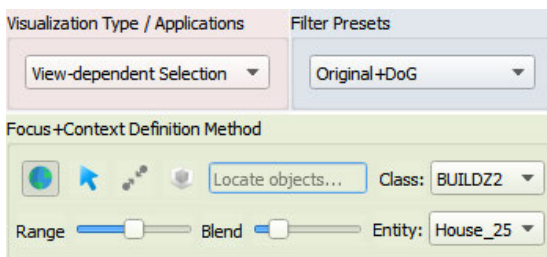 Visualization Type / Applications Filter Presets
View-dependent Selection Original+DoG
Focus+Context Definition Method
Locate objects... Class: BUILDZ2
Range Blend Entity: House_25